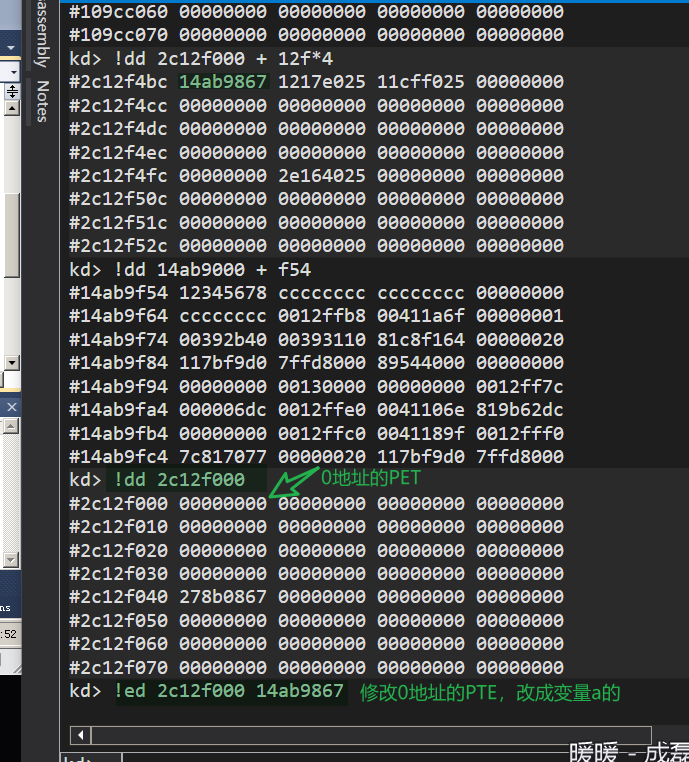 assembly
Notes
#109cc060 00000000 00000000 00000000 00000000
#109cc070 00000000 00000000 00000000 00000000
kd> !dd 2c12f000 + 12f*4
#2c12f4bc 14ab9867 1217e025 11cff025 00000000
#2c12f4cc 00000000 00000000 00000000 00000000
#2c12f4dc 00000000 00000000 00000000 00000000
#2c12f4ec 00000000 00000000 00000000 00000000
#2c12f4fc 00000000 2e164025 00000000 00000000
#2c12f50c 00000000 00000000 00000000 00000000
#2c12f51c 00000000 00000000 00000000 00000000
#2c12f52c 00000000 00000000 00000000 00000000
kd> !dd 14ab9000 + f54
#14ab9f54 12345678 cccccccc cccccccc 00000000
#14ab9f64 cccccccc 0012ffb8 00411a6f 00000001
#14ab9f74 00392b40 00393110 81c8f164 00000020
#14ab9f84 117bf9d0 7ffd8000 89544000 00000000
#14ab9f94 00000000 00130000 00000000 0012ff7c
#14ab9fa4 000006dc 0012ffe0 0041106e 819b62dc
#14ab9fb4 00000000 0012ffc0 0041189f 0012fff0
#14ab9fc4 7c817077 00000020 117bf9d0 7ffd8000
kd> !dd 2c12f000 0地址的PET
#2c12f000 00000000 00000000 00000000 00000000
#2c12f010 00000000 00000000 00000000 00000000
#2c12f020 00000000 00000000 00000000 00000000
#2c12f030 00000000 00000000 00000000 00000000
#2c12f040 278b0867 00000000 00000000 00000000
#2c12f050 00000000 00000000 00000000 00000000
#2c12f060 00000000 00000000 00000000 00000000
#2c12f070 00000000 00000000 00000000 00000000
kd> !ed 2c12f000 14ab9867 修改0地址的PTE，改成变量a的
:52
暖暖 - 成磊
kd>